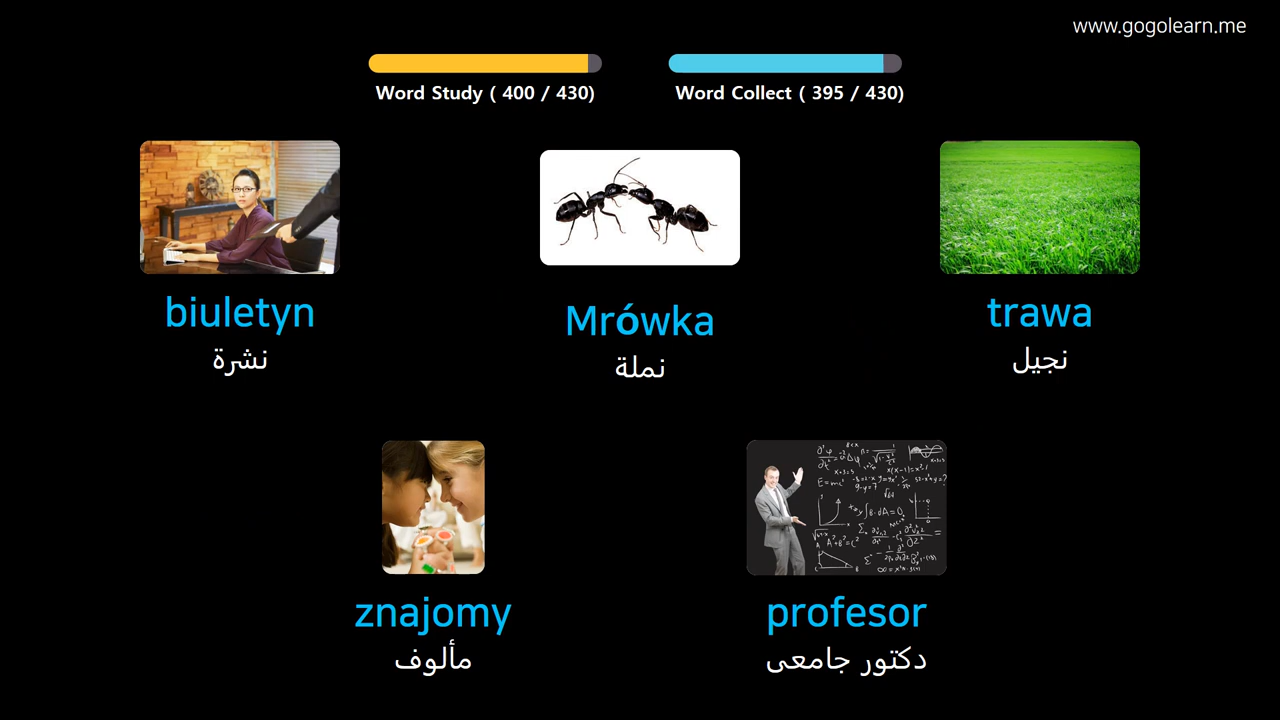 www.gogolearn.me
Word Study ( 400 / 430)
Word Collect ( 395 / 430)
biuletyn
نشرة
Mrówka
نملة
trawa
نجيل
znajomy
مألوف
profesor
دكتور جامعى